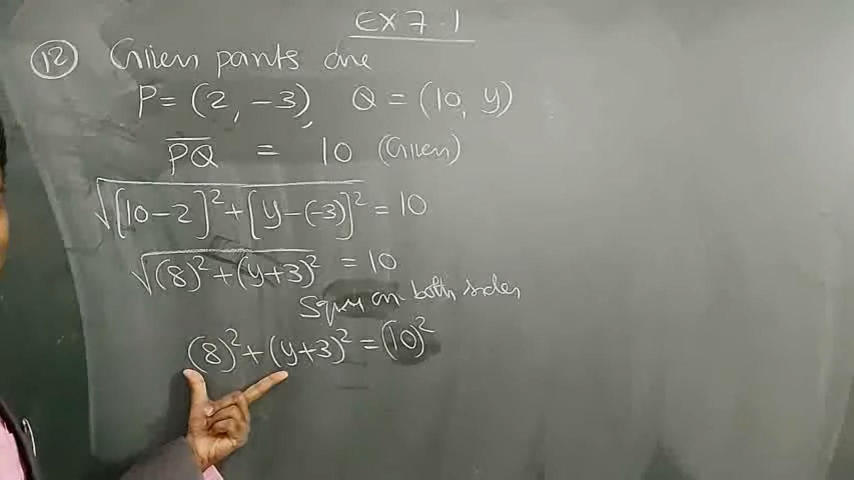 EX 7.1
12 Given points are
P = (2, -3), Q = (10, y)
PQ = 10 (Given)
√[10-2]²+[y-(-3)]² = 10
√(8)²+(y+3)² = 10
Squar on both sides
(8)²+(y+3)² = (10)²